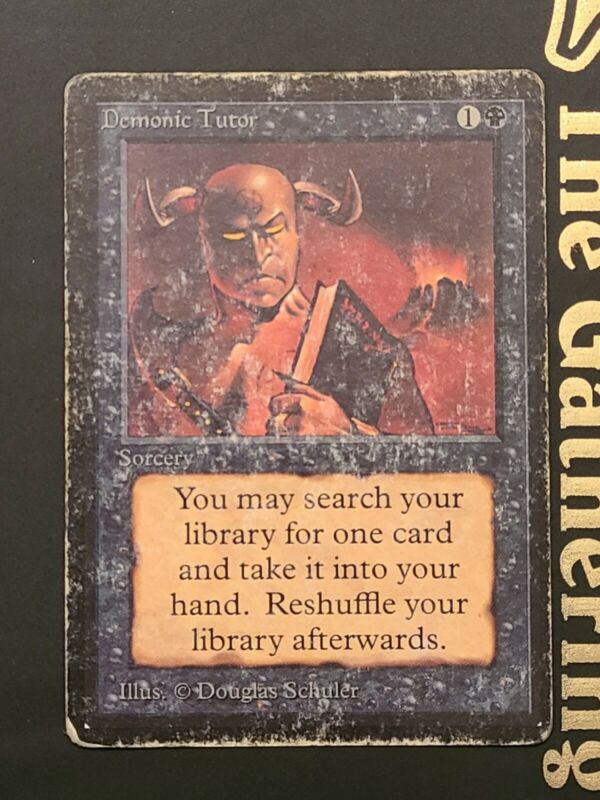 Demonic Tutor
1
Sorcery
You may search your
library for one card
and take it into your
hand. Reshuffle your
library afterwards.
Illus. © Douglas Schuler
The Gathering